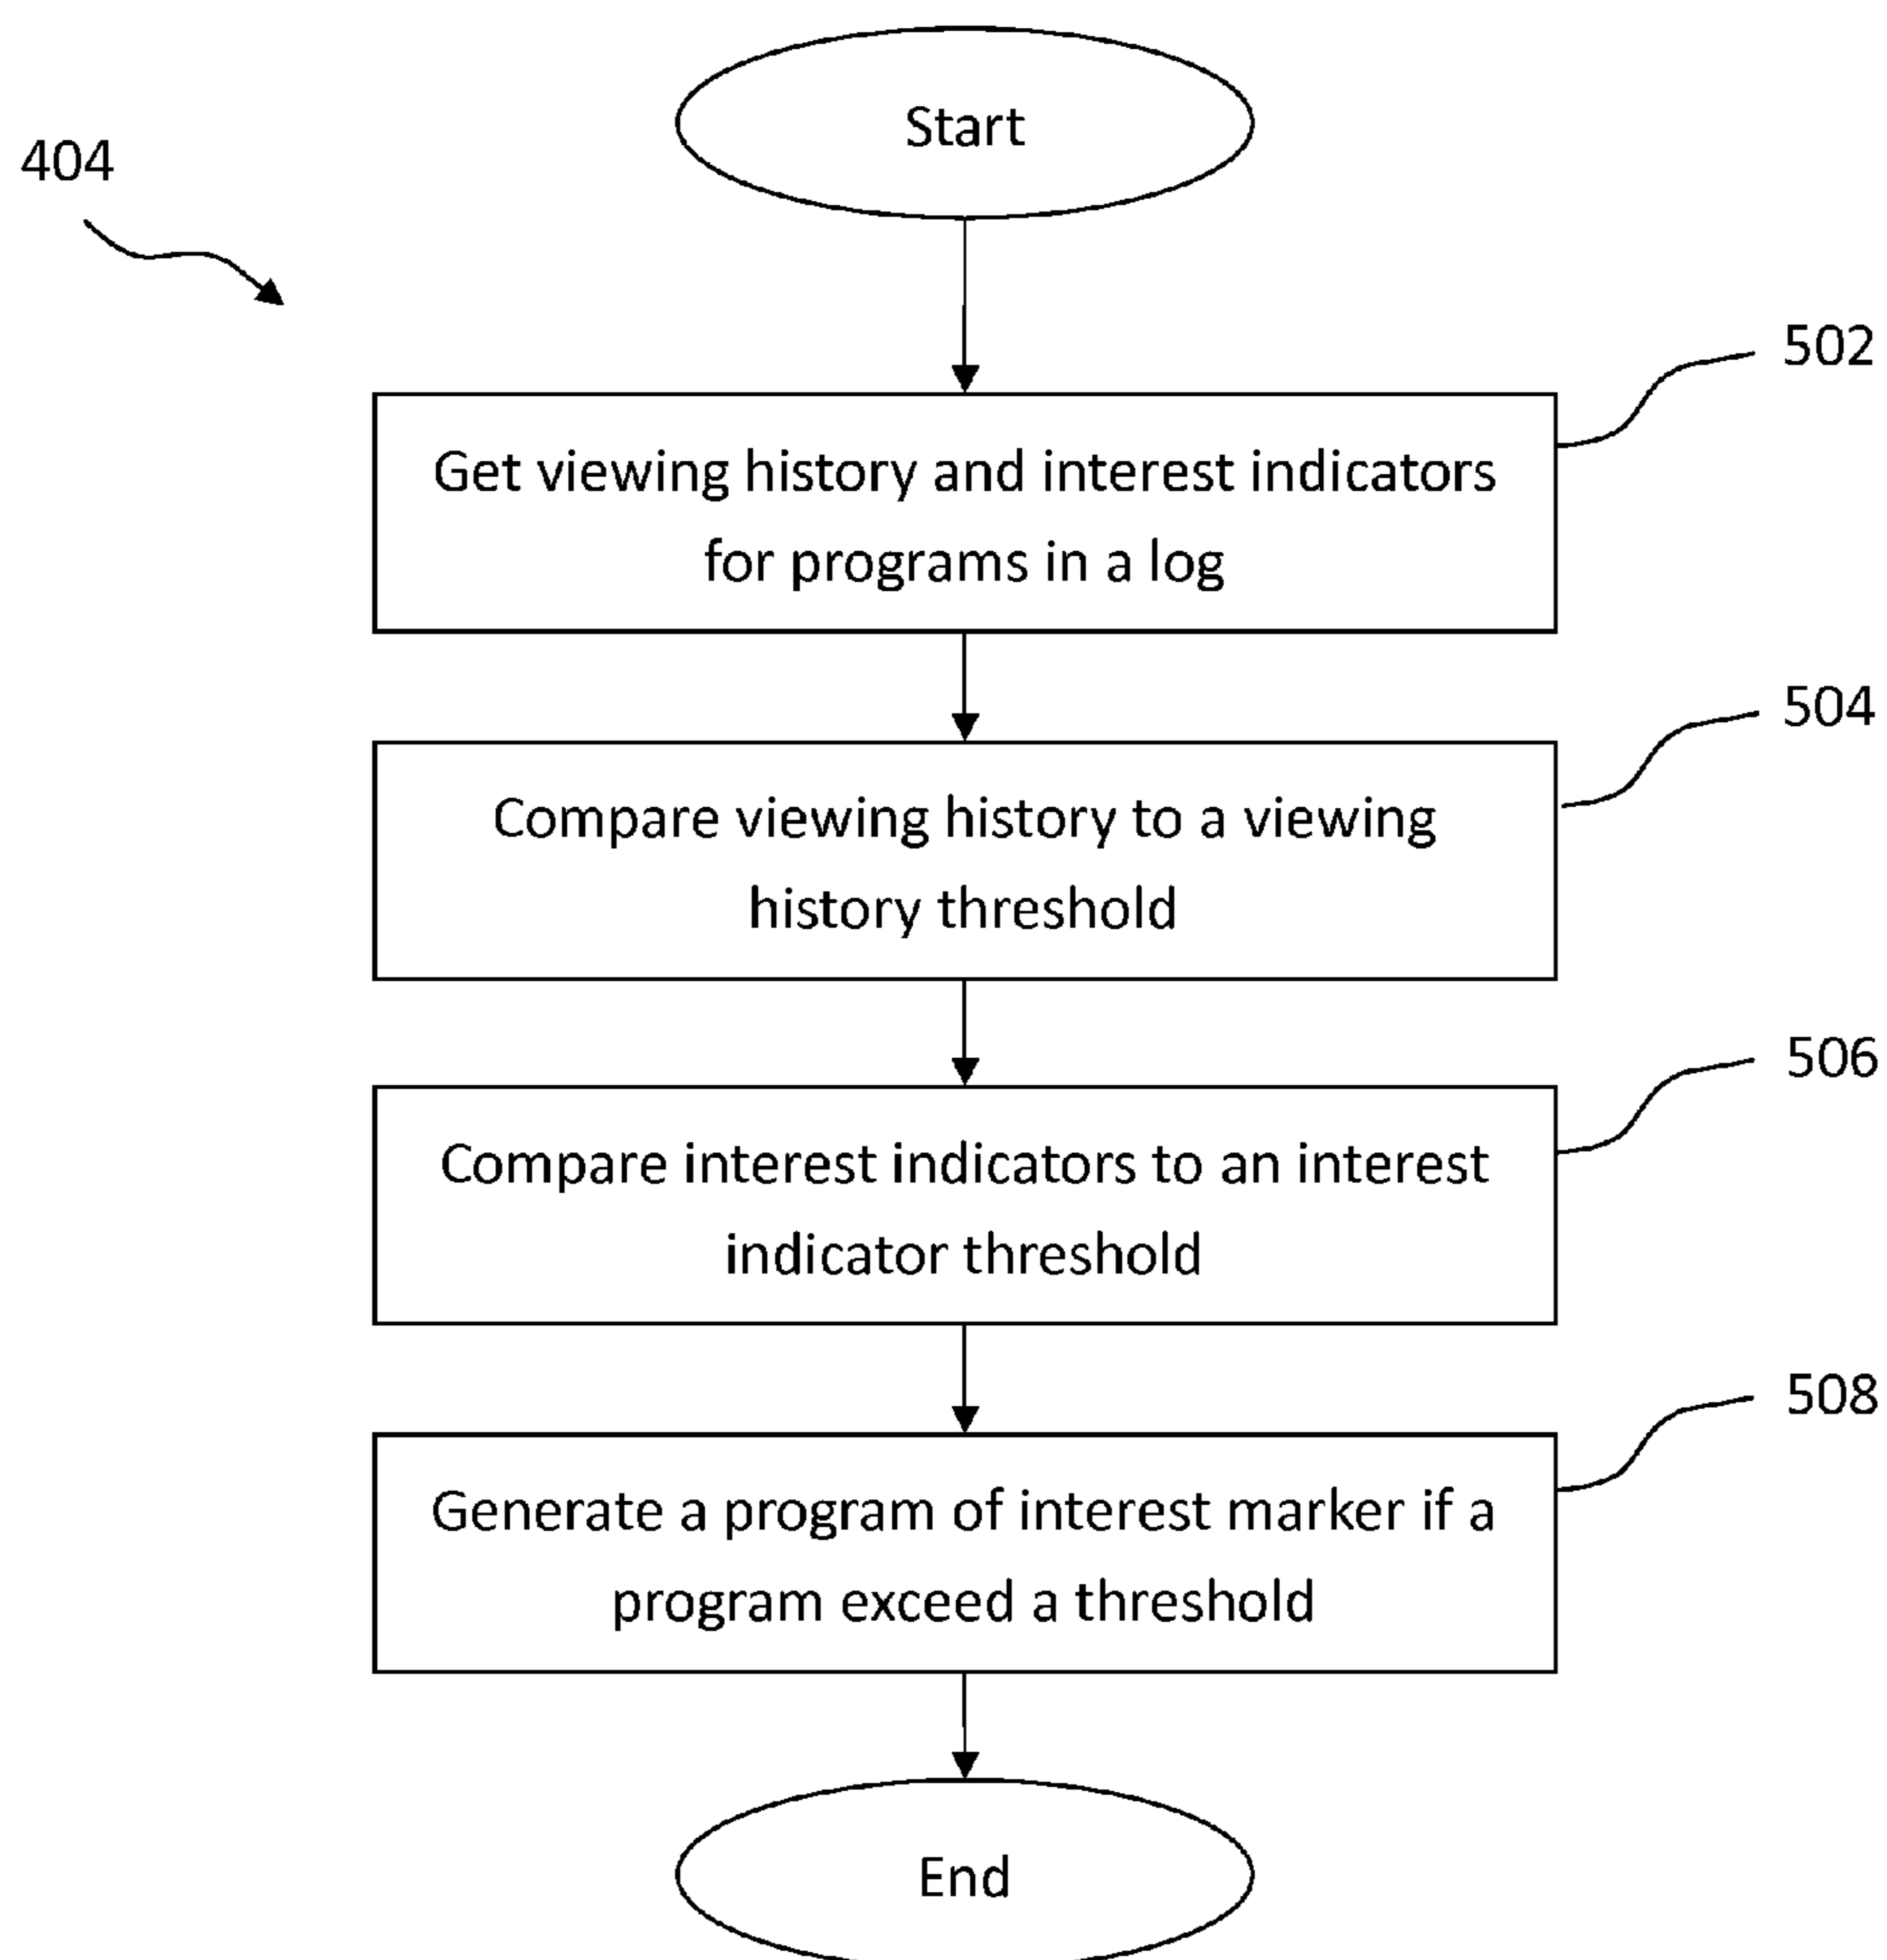 Start
404
502
Get viewing history and interest indicators
for programs in a log
504
Compare viewing history to a viewing
history threshold
506
Compare interest indicators to an interest
indicator threshold
508
Generate a program of interest marker if a
program exceed a threshold
End